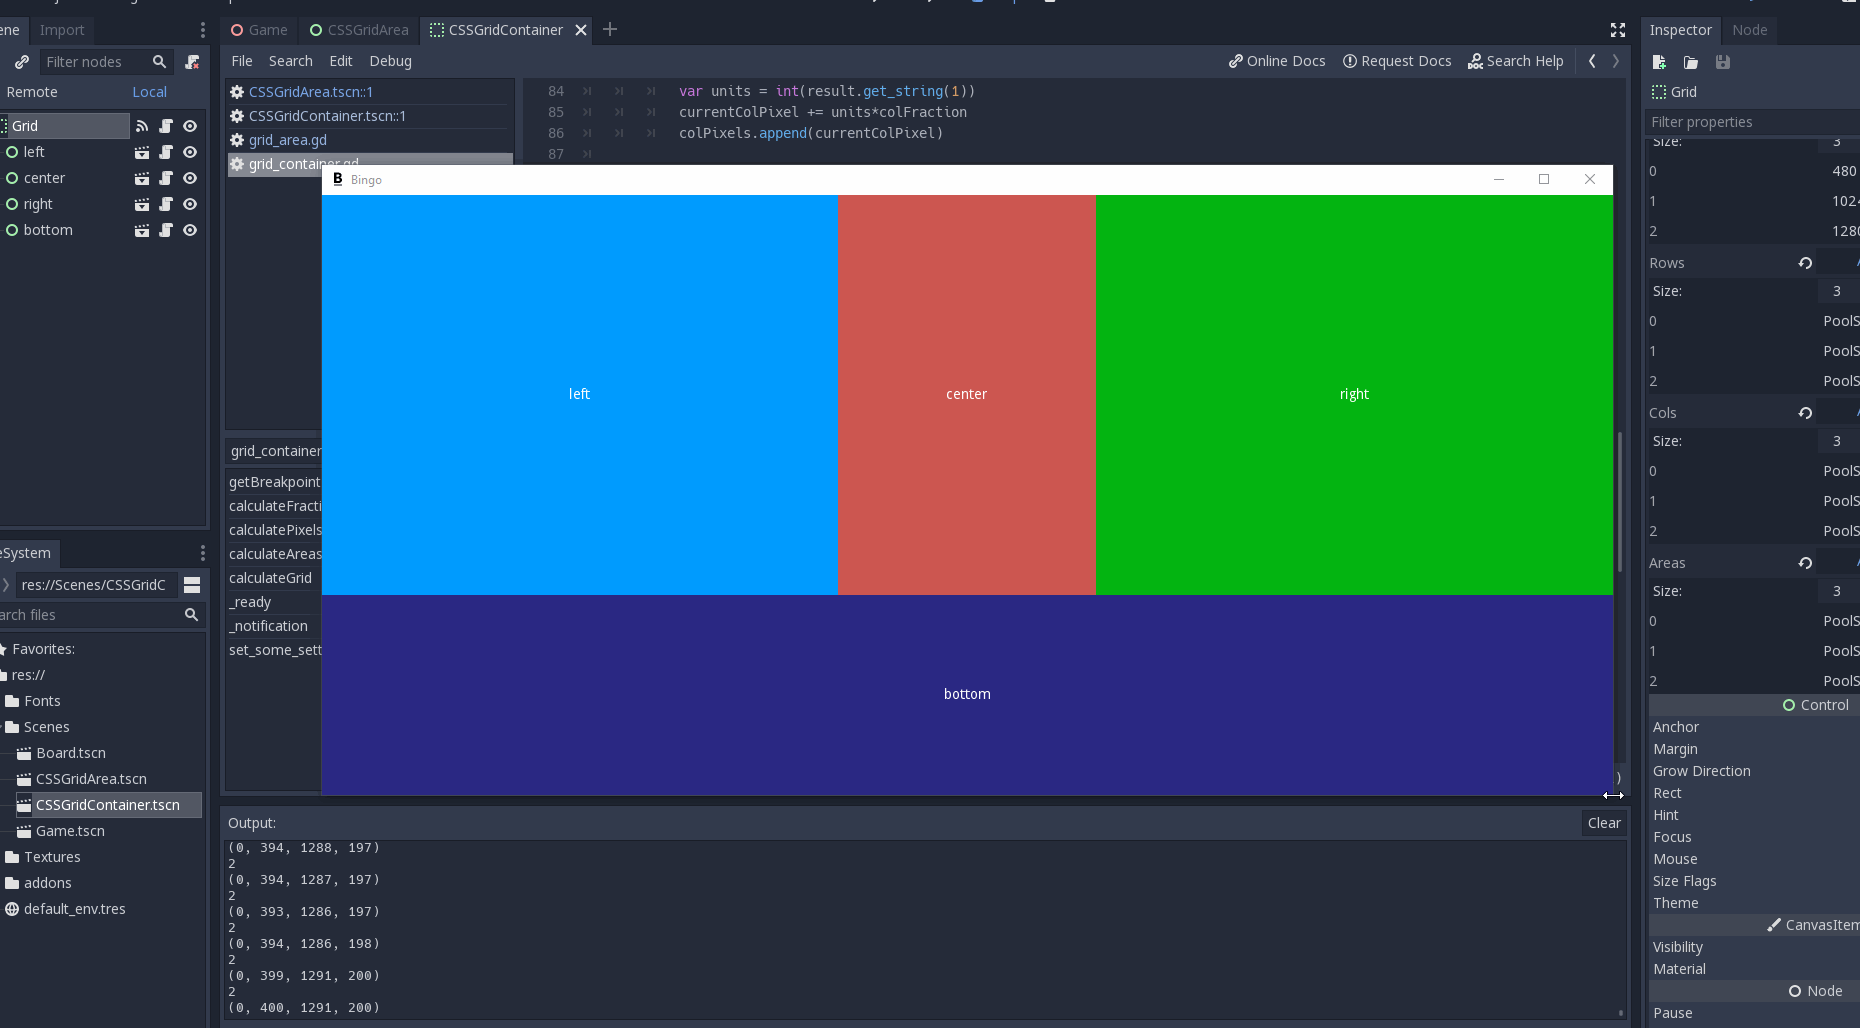 ene Import
Filter nodes
Remote Local
Grid
left
center
right
bottom
eSystem
res://Scenes/CSSGridC
arch files
Favorites:
res://
Fonts
Scenes
Board.tscn
CSSGridArea.tscn
CSSGridContainer.tscn
Game.tscn
Textures
addons
default_env.tres
Game CSSGridArea CSSGridContainer
File Search Edit Debug Online Docs Request Docs Search Help
CSSGridArea.tscn::1
CSSGridContainer.tscn::1
grid_area.gd
grid_container.gd
84 var units = int(result.get_string(1))
85 currentColPixel += units*colFraction
86 colPixels.append(currentColPixel)
87
B Bingo
left
center
right
bottom
grid_container
getBreakpoint
calculateFracti
calculatePixels
calculateAreas
calculateGrid
_ready
_notification
set_some_sett
)
Output: Clear
(0, 394, 1288, 197)
2
(0, 394, 1287, 197)
2
(0, 393, 1286, 197)
2
(0, 394, 1286, 198)
2
(0, 399, 1291, 200)
2
(0, 400, 1291, 200)
Inspector Node
Grid
Filter properties
Size: 3
0 480
1 1024
2 1280
Rows
Size: 3
0 PoolS
1 PoolS
2 PoolS
Cols
Size: 3
0 PoolS
1 PoolS
2 PoolS
Areas
Size: 3
0 PoolS
1 PoolS
2 PoolS
Control
Anchor
Margin
Grow Direction
Rect
Hint
Focus
Mouse
Size Flags
Theme
CanvasItem
Visibility
Material
Node
Pause